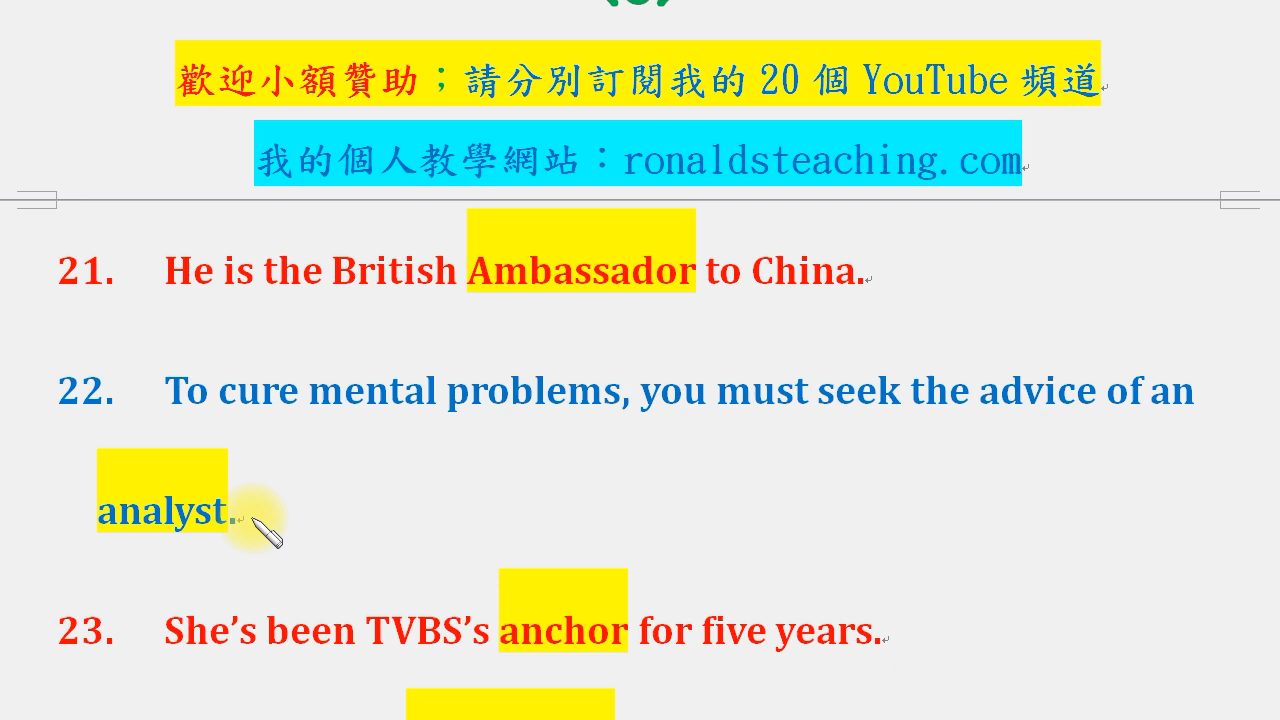 歡迎小額贊助；請分別訂閱我的 20 個 YouTube 頻道
我的個人教學網站：ronaldsteaching.com
21. He is the British Ambassador to China.
22. To cure mental problems, you must seek the advice of an
analyst.
23. She’s been TVBS’s anchor for five years.